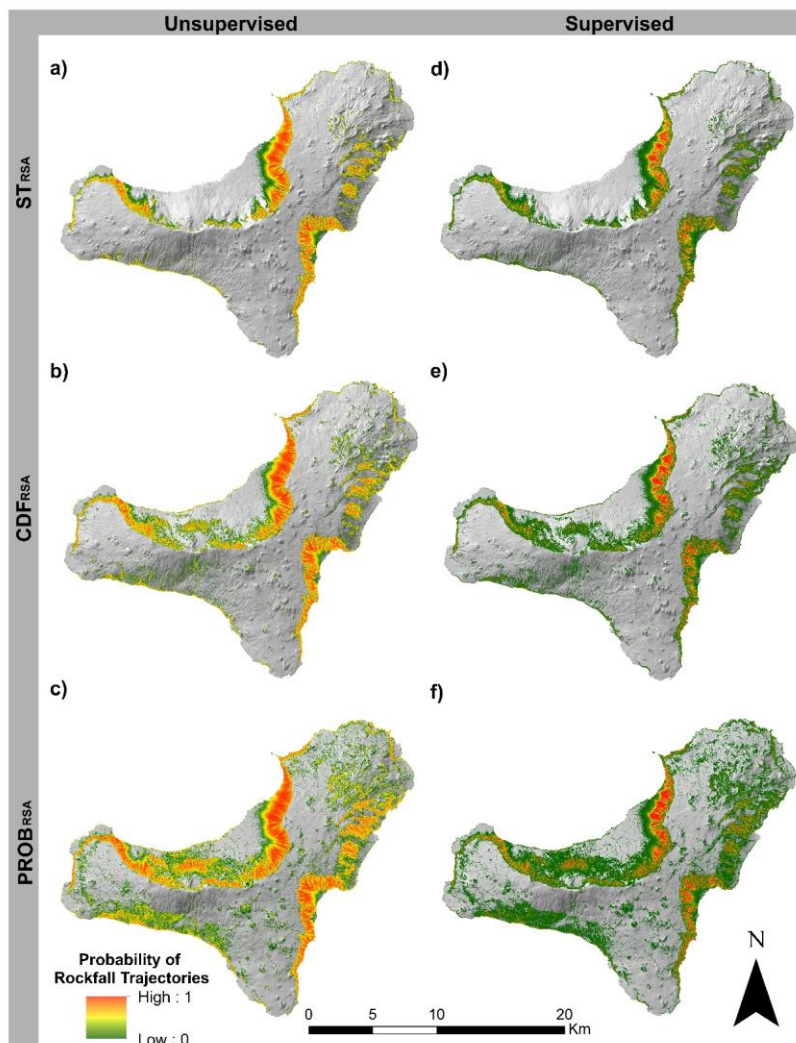 Unsupervised
Supervised
STRSA
a)
d)
CDFRSA
b)
e)
PROBRSA
c)
f)
Probability of
Rockfall Trajectories
High : 1
Low : 0
0 5 10 20
Km
N